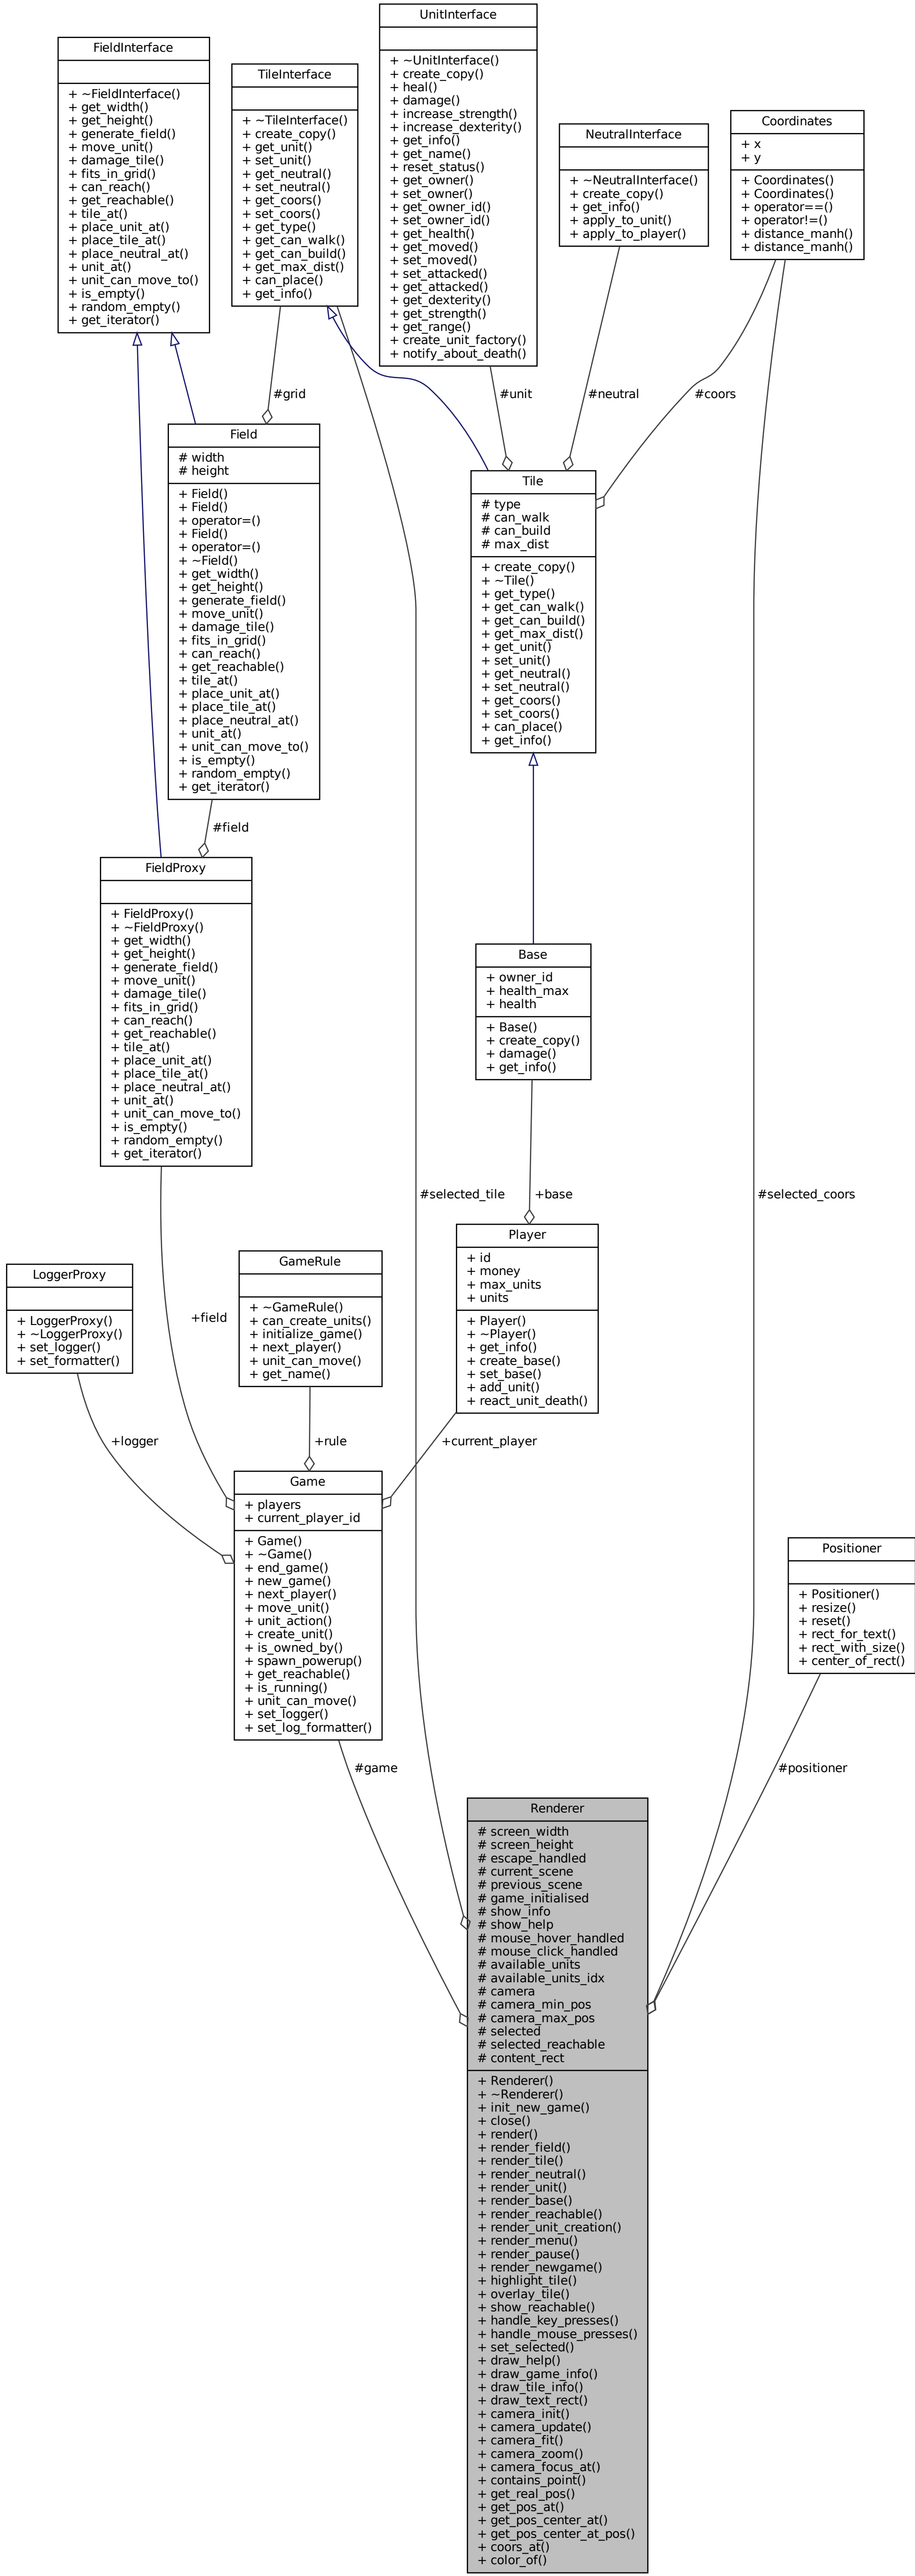 UnitInterface
+ ~UnitInterface()
+ create_copy()
+ heal()
+ damage()
+ increase_strength()
+ increase_dexterity()
+ get_info()
+ get_name()
+ reset_status()
+ get_owner()
+ set_owner()
+ get_owner_id()
+ set_owner_id()
+ get_health()
+ get_moved()
+ set_moved()
+ set_attacked()
+ get_attacked()
+ get_dexterity()
+ get_strength()
+ get_range()
+ create_unit_factory()
+ notify_about_death()
FieldInterface
+ ~FieldInterface()
+ get_width()
+ get_height()
+ generate_field()
+ move_unit()
+ damage_tile()
+ fits_in_grid()
+ can_reach()
+ get_reachable()
+ tile_at()
+ place_unit_at()
+ place_tile_at()
+ place_neutral_at()
+ unit_at()
+ unit_can_move_to()
+ is_empty()
+ random_empty()
+ get_iterator()
TileInterface
+ ~TileInterface()
+ create_copy()
+ get_unit()
+ set_unit()
+ get_neutral()
+ set_neutral()
+ get_coors()
+ set_coors()
+ get_type()
+ get_can_walk()
+ get_can_build()
+ get_max_dist()
+ can_place()
+ get_info()
NeutralInterface
+ ~NeutralInterface()
+ create_copy()
+ get_info()
+ apply_to_unit()
+ apply_to_player()
Coordinates
+ x
+ y
+ Coordinates()
+ Coordinates()
+ operator==()
+ operator!=()
+ distance_manh()
+ distance_manh()
#grid
#unit
#neutral
#coors
Field
# width
# height
+ Field()
+ Field()
+ operator=()
+ Field()
+ operator=()
+ ~Field()
+ get_width()
+ get_height()
+ generate_field()
+ move_unit()
+ damage_tile()
+ fits_in_grid()
+ can_reach()
+ get_reachable()
+ tile_at()
+ place_unit_at()
+ place_tile_at()
+ place_neutral_at()
+ unit_at()
+ unit_can_move_to()
+ is_empty()
+ random_empty()
+ get_iterator()
Tile
# type
# can_walk
# can_build
# max_dist
+ create_copy()
+ ~Tile()
+ get_type()
+ get_can_walk()
+ get_can_build()
+ get_max_dist()
+ get_unit()
+ set_unit()
+ get_neutral()
+ set_neutral()
+ get_coors()
+ set_coors()
+ can_place()
+ get_info()
#field
FieldProxy
+ FieldProxy()
+ ~FieldProxy()
+ get_width()
+ get_height()
+ generate_field()
+ move_unit()
+ damage_tile()
+ fits_in_grid()
+ can_reach()
+ get_reachable()
+ tile_at()
+ place_unit_at()
+ place_tile_at()
+ place_neutral_at()
+ unit_at()
+ unit_can_move_to()
+ is_empty()
+ random_empty()
+ get_iterator()
Base
+ owner_id
+ health_max
+ health
+ Base()
+ create_copy()
+ damage()
+ get_info()
#selected_tile
+base
#selected_coors
Player
+ id
+ money
+ max_units
+ units
+ Player()
+ ~Player()
+ get_info()
+ create_base()
+ set_base()
+ add_unit()
+ react_unit_death()
GameRule
+ ~GameRule()
+ can_create_units()
+ initialize_game()
+ next_player()
+ unit_can_move()
+ get_name()
LoggerProxy
+ LoggerProxy()
+ ~LoggerProxy()
+ set_logger()
+ set_formatter()
+field
+logger
+rule
+current_player
Game
+ players
+ current_player_id
+ Game()
+ ~Game()
+ end_game()
+ new_game()
+ next_player()
+ move_unit()
+ unit_action()
+ create_unit()
+ is_owned_by()
+ spawn_powerup()
+ get_reachable()
+ is_running()
+ unit_can_move()
+ set_logger()
+ set_log_formatter()
Positioner
+ Positioner()
+ resize()
+ reset()
+ rect_for_text()
+ rect_with_size()
+ center_of_rect()
#game
#positioner
Renderer
# screen_width
# screen_height
# escape_handled
# current_scene
# previous_scene
# game_initialised
# show_info
# show_help
# mouse_hover_handled
# mouse_click_handled
# available_units
# available_units_idx
# camera
# camera_min_pos
# camera_max_pos
# selected
# selected_reachable
# content_rect
+ Renderer()
+ ~Renderer()
+ init_new_game()
+ close()
+ render()
+ render_field()
+ render_tile()
+ render_neutral()
+ render_unit()
+ render_base()
+ render_reachable()
+ render_unit_creation()
+ render_menu()
+ render_pause()
+ render_newgame()
+ highlight_tile()
+ overlay_tile()
+ show_reachable()
+ handle_key_presses()
+ handle_mouse_presses()
+ set_selected()
+ draw_help()
+ draw_game_info()
+ draw_tile_info()
+ draw_text_rect()
+ camera_init()
+ camera_update()
+ camera_fit()
+ camera_zoom()
+ camera_focus_at()
+ contains_point()
+ get_real_pos()
+ get_pos_at()
+ get_pos_center_at()
+ get_pos_center_at_pos()
+ coors_at()
+ color_of()